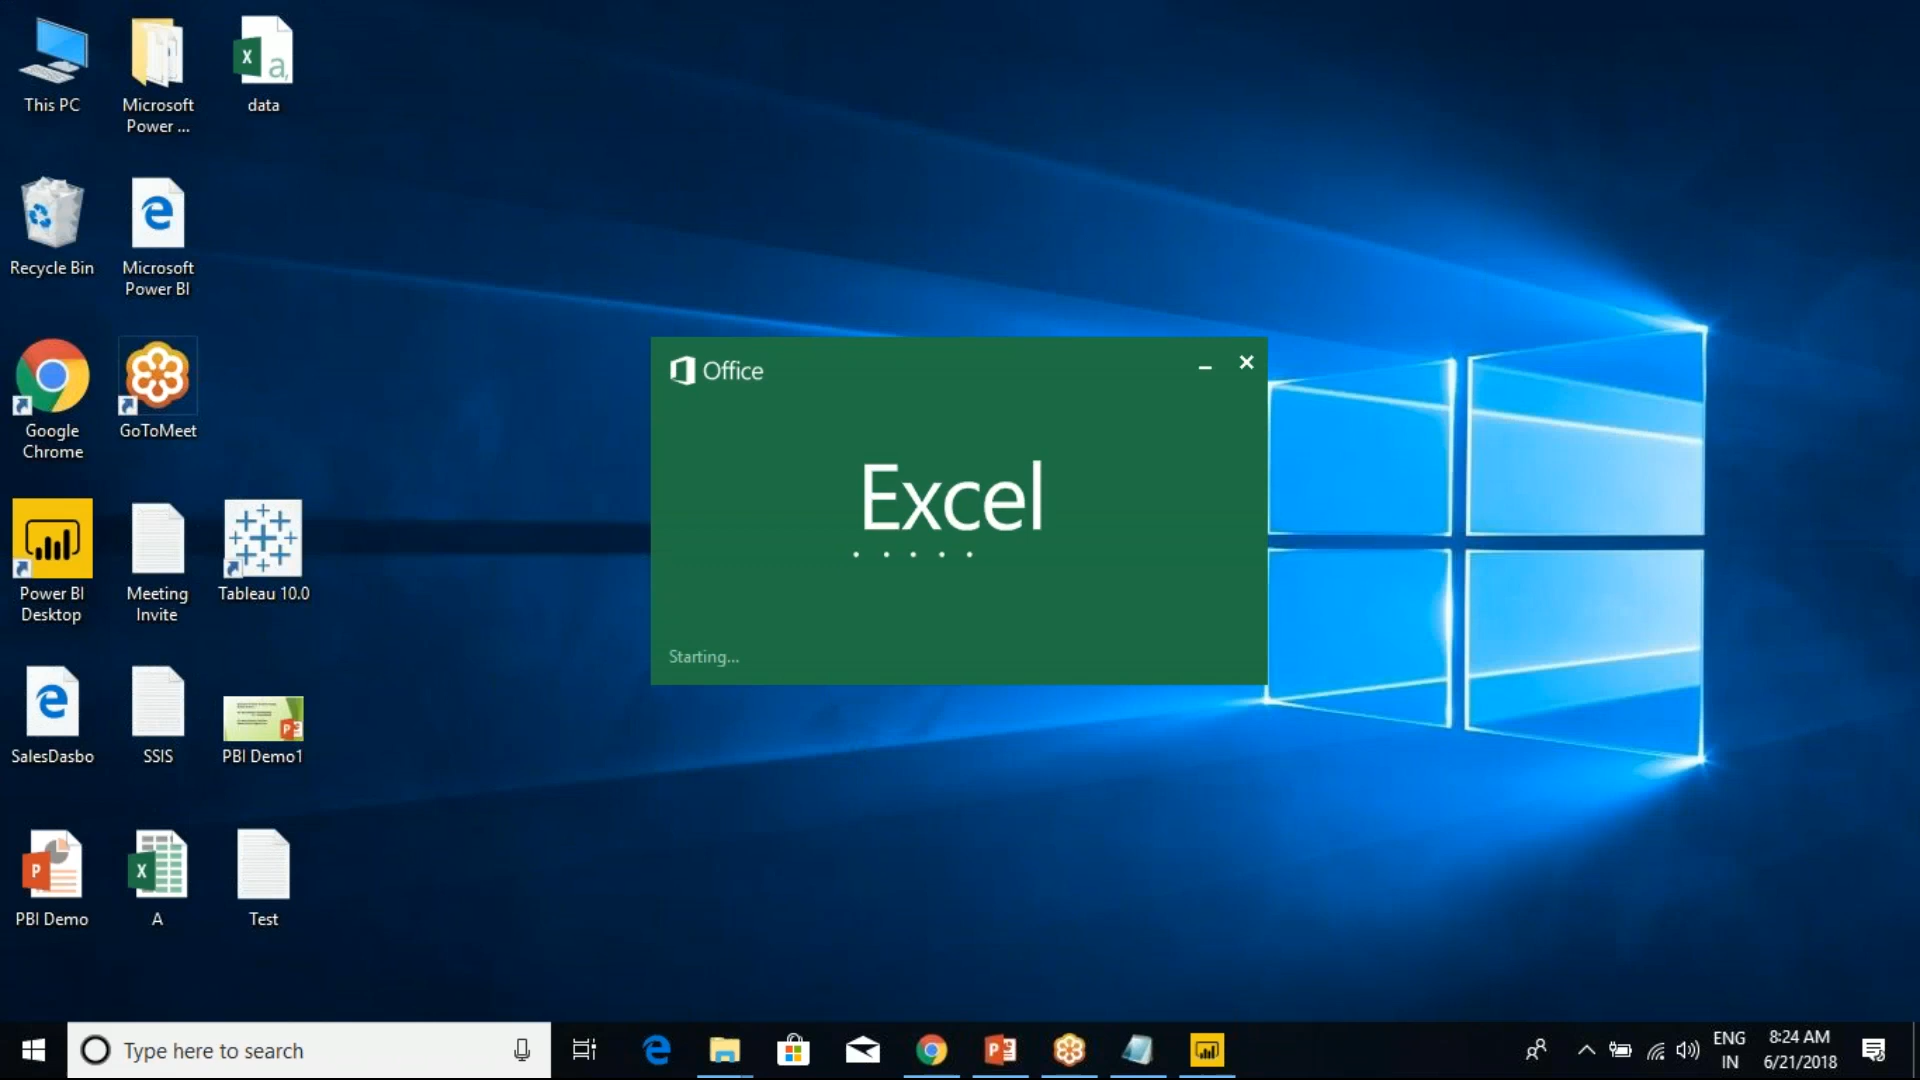 This PC
Microsoft
Power ...
data
Recycle Bin
Microsoft
Power BI
Google
Chrome
GoToMeet
Power BI
Desktop
Meeting
Invite
Tableau 10.0
SalesDasbo
SSIS
PBI Demo1
PBI Demo
A
Test
Office
Excel
Starting...
Type here to search
ENG
IN
8:24 AM
6/21/2018